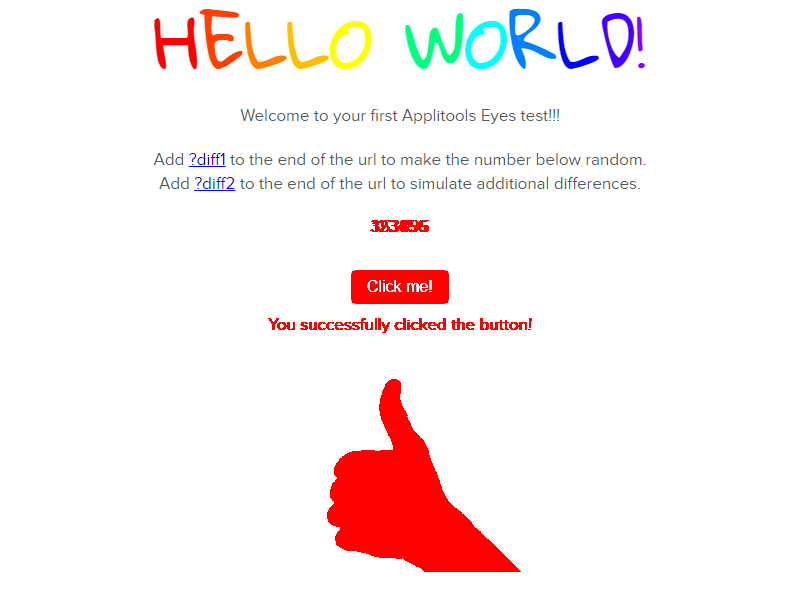 HELLO WORLD!
Welcome to your first Applitools Eyes test!!!
Add ?diff1 to the end of the url to make the number below random.
Add ?diff2 to the end of the url to simulate additional differences.
Click me!
You successfully clicked the button!